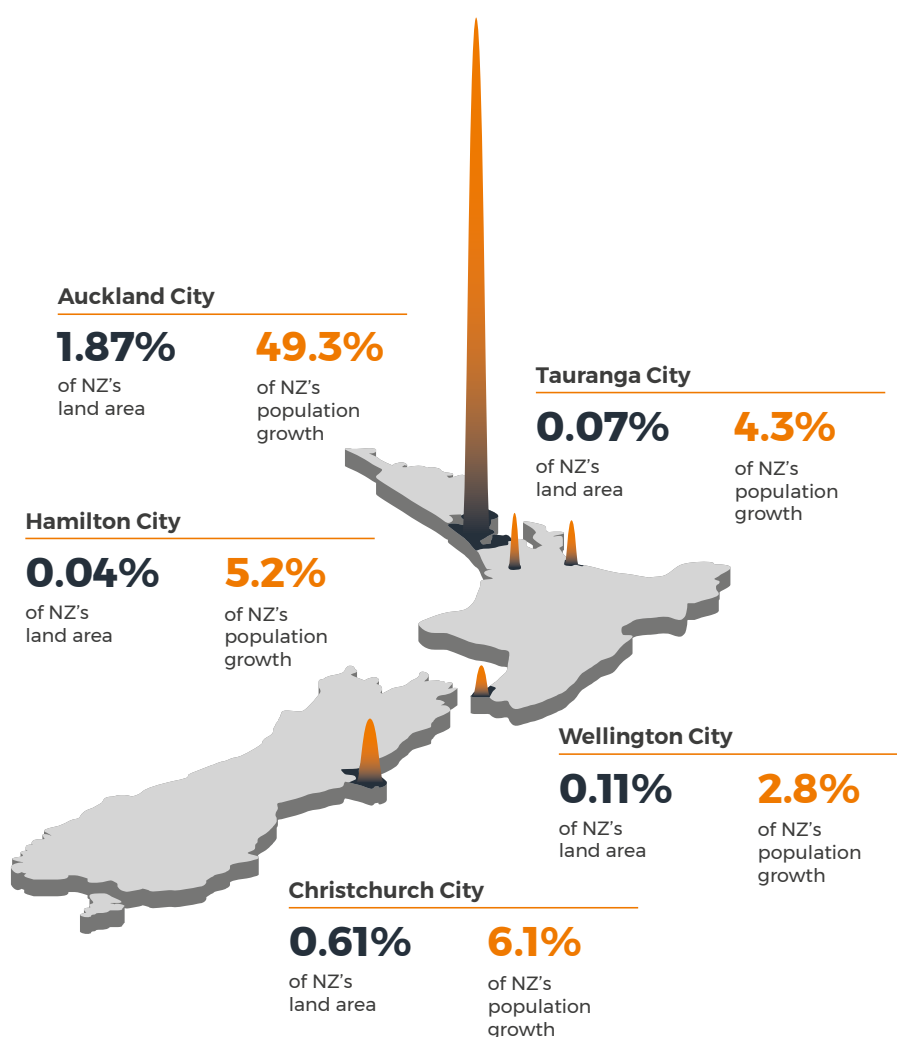 Auckland City
1.87%
of NZ’s
land area
49.3%
of NZ’s
population
growth
Tauranga City
0.07%
of NZ’s
land area
4.3%
of NZ’s
population
growth
Hamilton City
0.04%
of NZ’s
land area
5.2%
of NZ’s
population
growth
Wellington City
0.11%
of NZ’s
land area
2.8%
of NZ’s
population
growth
Christchurch City
0.61%
of NZ’s
land area
6.1%
of NZ’s
population
growth